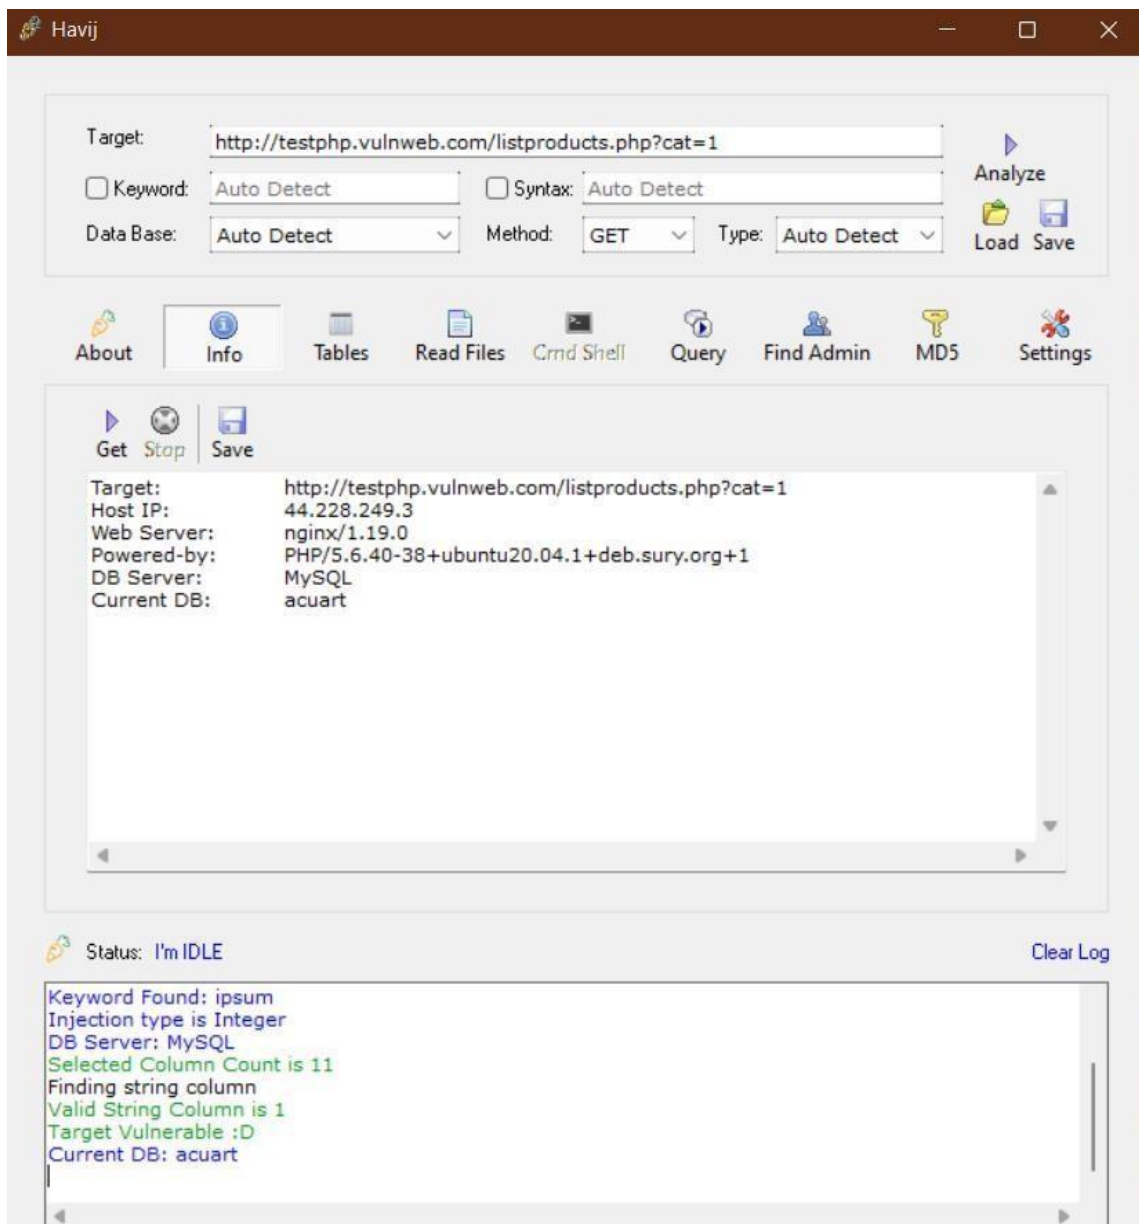 Havij
Target: http://testphp.vulnweb.com/listproducts.php?cat=1
Analyze
Keyword: Auto Detect Syntax: Auto Detect
Data Base: Auto Detect Method: GET Type: Auto Detect
Load Save
About Info Tables Read Files Cmd Shell Query Find Admin MD5 Settings
Get Stop Save
Target: http://testphp.vulnweb.com/listproducts.php?cat=1
Host IP: 44.228.249.3
Web Server: nginx/1.19.0
Powered-by: PHP/5.6.40-38+ubuntu20.04.1+deb.sury.org+1
DB Server: MySQL
Current DB: acuart
Status: I'm IDLE Clear Log
Keyword Found: ipsum
Injection type is Integer
DB Server: MySQL
Selected Column Count is 11
Finding string column
Valid String Column is 1
Target Vulnerable :D
Current DB: acuart